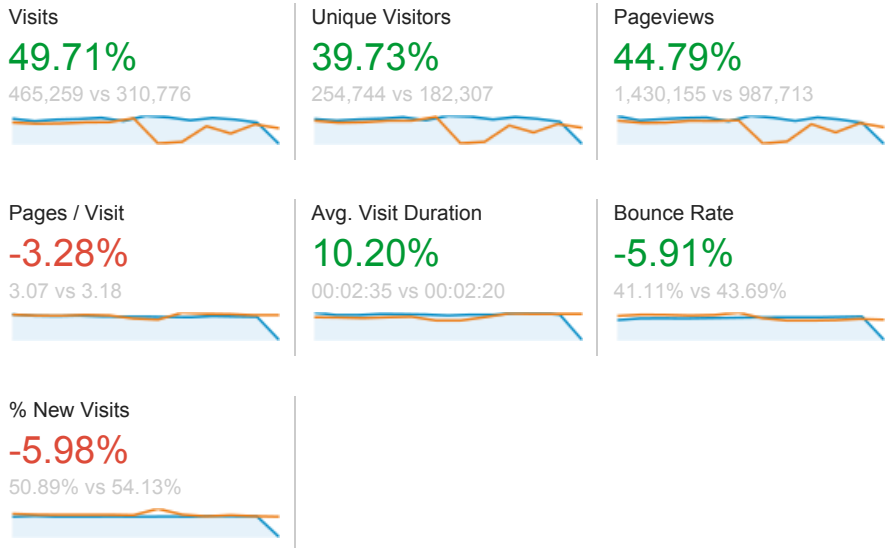 Visits
49.71%
465,259 vs 310,776
Unique Visitors
39.73%
254,744 vs 182,307
Pageviews
44.79%
1,430,155 vs 987,713
Pages / Visit
-3.28%
3.07 vs 3.18
Avg. Visit Duration
10.20%
00:02:35 vs 00:02:20
Bounce Rate
-5.91%
41.11% vs 43.69%
% New Visits
-5.98%
50.89% vs 54.13%